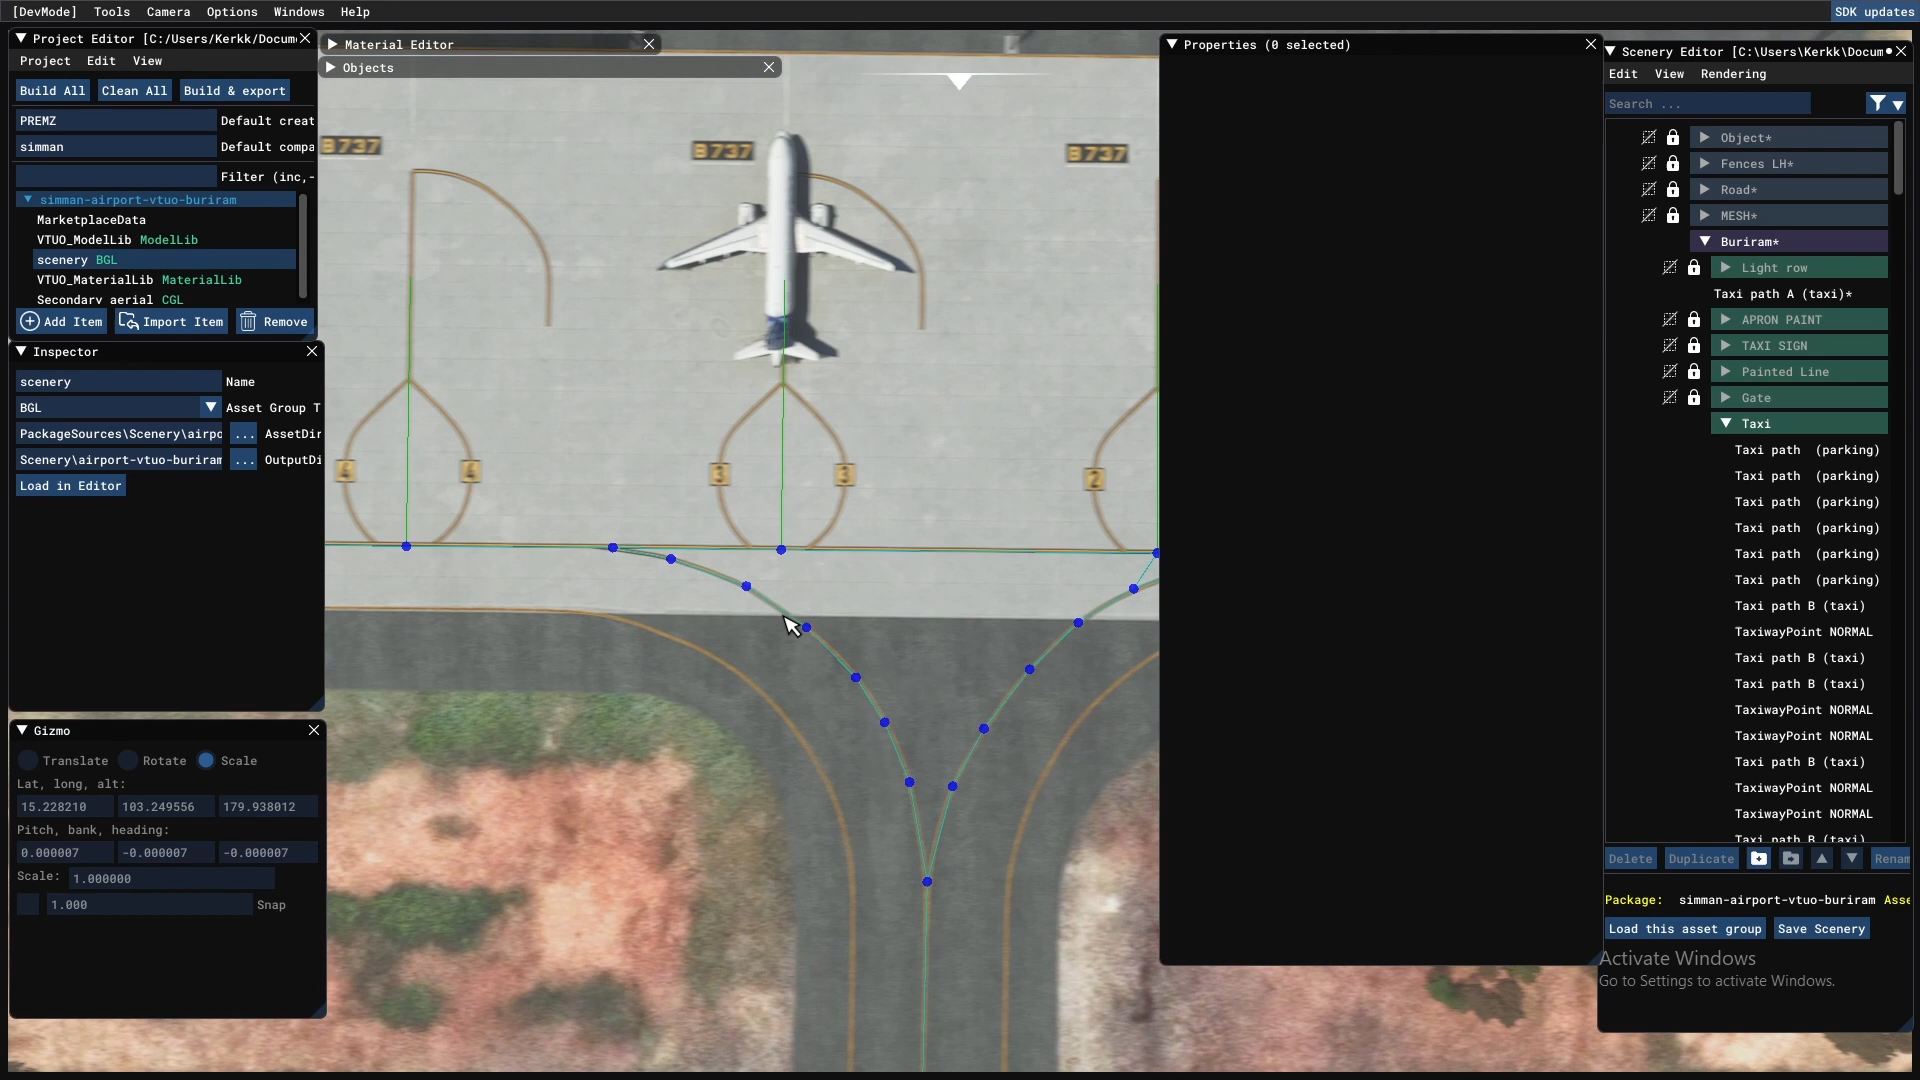 [DevMode] Tools Camera Options Windows Help
SDK updates
Project Editor [C:/Users/Kerkk/Docum
Project Edit View
Build All Clean All Build & export
PREMZ Default creat
simman Default compa
Filter (inc,-
simman-airport-vtuo-buriram
MarketplaceData
VTUO_ModelLib ModelLib
scenery BGL
VTUO_MaterialLib MaterialLib
Secondary aerial CGL
Add Item Import Item Remove
Inspector
scenery Name
BGL Asset Group T
PackageSources\Scenery\airpo ... AssetDir
Scenery\airport-vtuo-buriram ... OutputDi
Load in Editor
Gizmo
Translate Rotate Scale
Lat, long, alt:
15.228210 103.249556 179.938012
Pitch, bank, heading:
0.000007 -0.000007 -0.000007
Scale: 1.000000
1.000 Snap
Material Editor
Objects
B737 B737 B737
4 4 3 3 2
Properties (0 selected)
Scenery Editor [C:\Users\Kerkk\Docum
Edit View Rendering
Search ...
Object*
Fences LH*
Road*
MESH*
Buriram*
Light row
Taxi path A (taxi)*
APRON PAINT
TAXI SIGN
Painted Line
Gate
Taxi
Taxi path (parking)
Taxi path (parking)
Taxi path (parking)
Taxi path (parking)
Taxi path (parking)
Taxi path (parking)
Taxi path B (taxi)
TaxiwayPoint NORMAL
Taxi path B (taxi)
Taxi path B (taxi)
TaxiwayPoint NORMAL
TaxiwayPoint NORMAL
Taxi path B (taxi)
TaxiwayPoint NORMAL
TaxiwayPoint NORMAL
Taxi path B (taxi)
Delete Duplicate Renam
Package: simman-airport-vtuo-buriram Asse
Load this asset group Save Scenery
Activate Windows
Go to Settings to activate Windows.